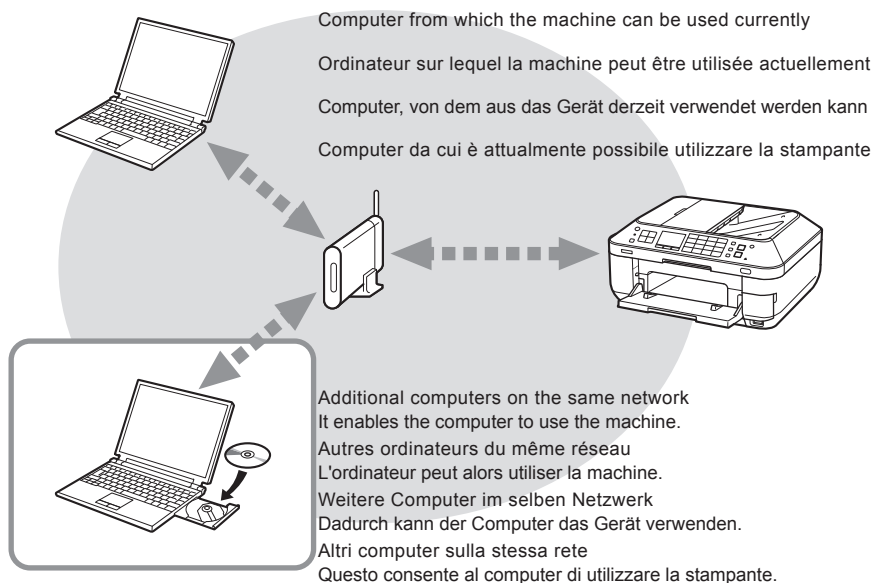 Computer from which the machine can be used currently
Ordinateur sur lequel la machine peut être utilisée actuellement
Computer, von dem aus das Gerät derzeit verwendet werden kann
Computer da cui è attualmente possibile utilizzare la stampante
Additional computers on the same network
It enables the computer to use the machine.
Autres ordinateurs du même réseau
L'ordinateur peut alors utiliser la machine.
Weitere Computer im selben Netzwerk
Dadurch kann der Computer das Gerät verwenden.
Altri computer sulla stessa rete
Questo consente al computer di utilizzare la stampante.